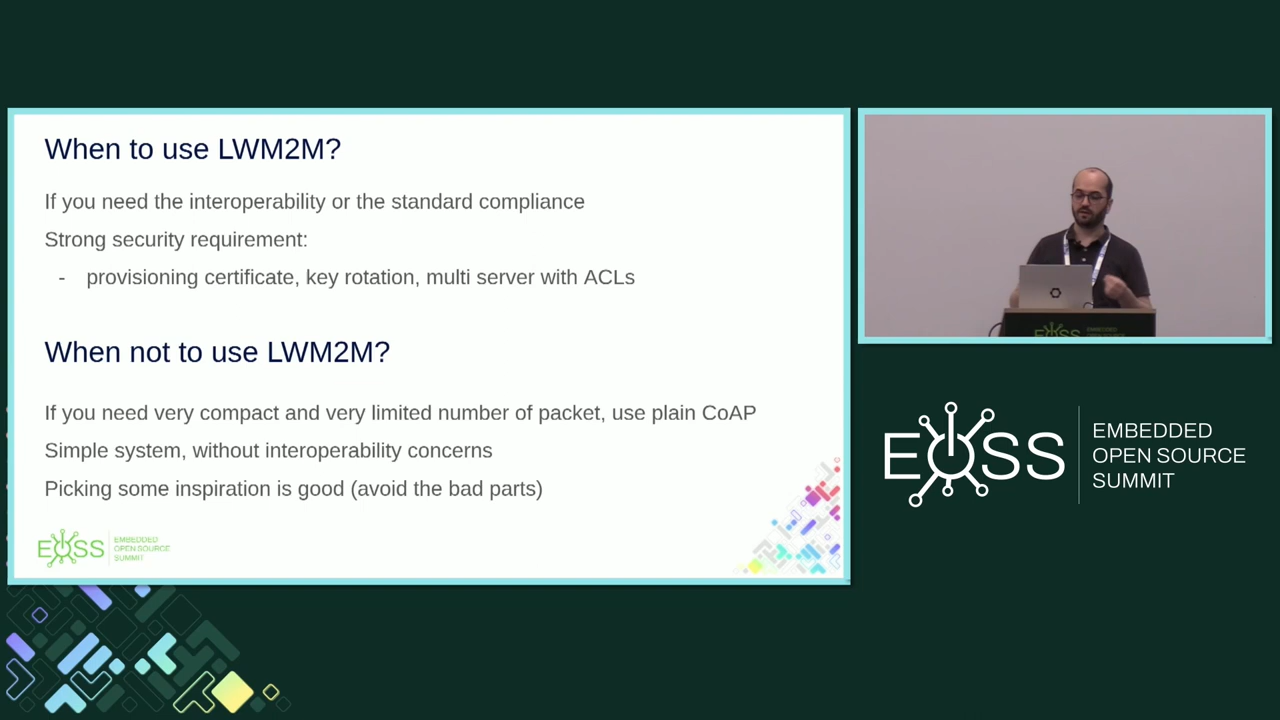 When to use LWM2M?
If you need the interoperability or the standard compliance
Strong security requirement:
- provisioning certificate, key rotation, multi server with ACLs
When not to use LWM2M?
If you need very compact and very limited number of packet, use plain CoAP
Simple system, without interoperability concerns
Picking some inspiration is good (avoid the bad parts)
EOSS
EMBEDDED
OPEN SOURCE
SUMMIT
EOSS
EMBEDDED
OPEN SOURCE
SUMMIT